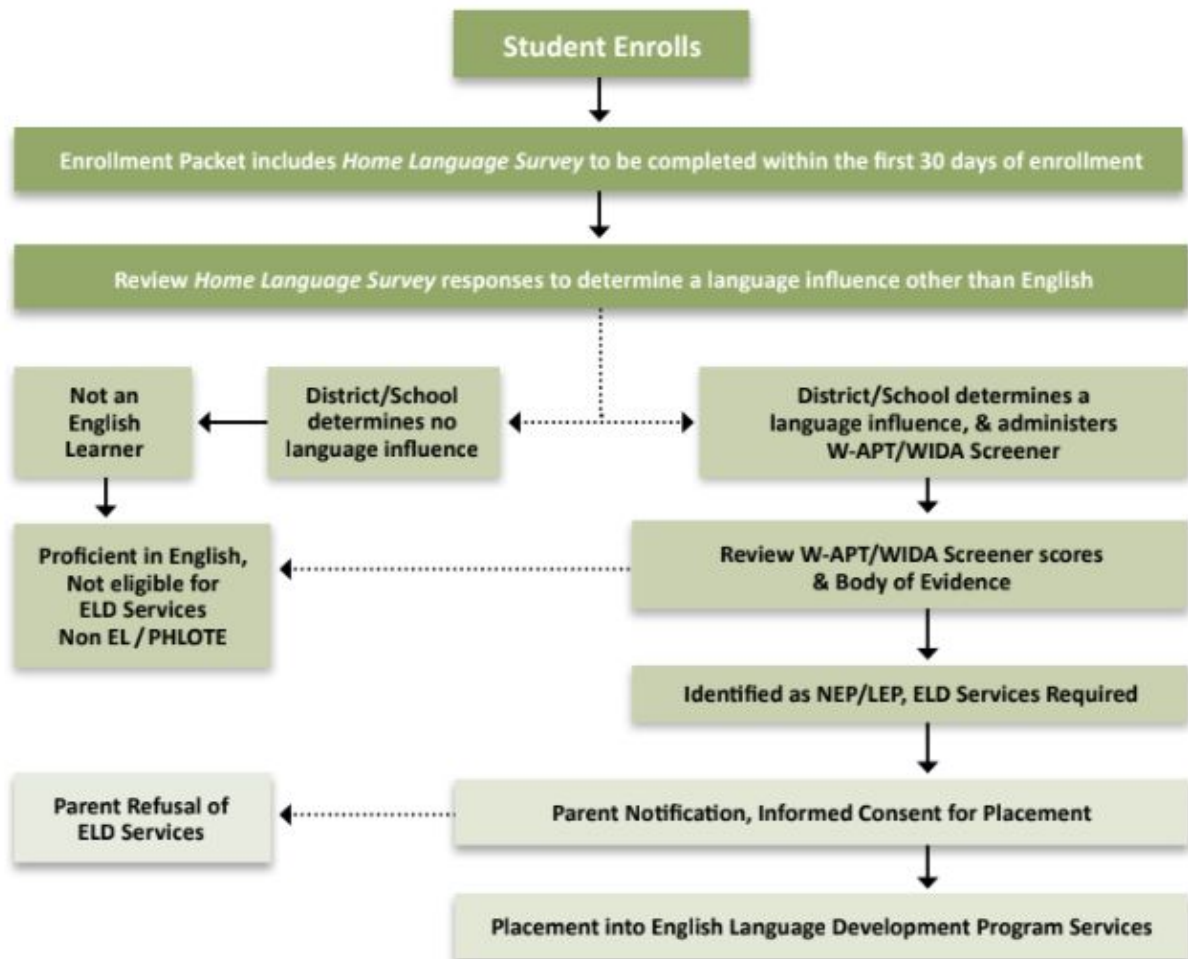 Student Enrolls
Enrollment Packet includes Home Language Survey to be completed within the first 30 days of enrollment
Review Home Language Survey responses to determine a language influence other than English
Not an
English
Learner
District/School
determines no
language influence
District/School determines a
language influence, & administers
W-APT/WIDA Screener
Proficient in English,
Not eligible for
ELD Services
Non EL / PHLOTE
Review W-APT/WIDA Screener scores
& Body of Evidence
Identified as NEP/LEP, ELD Services Required
Parent Refusal of
ELD Services
Parent Notification, Informed Consent for Placement
Placement into English Language Development Program Services